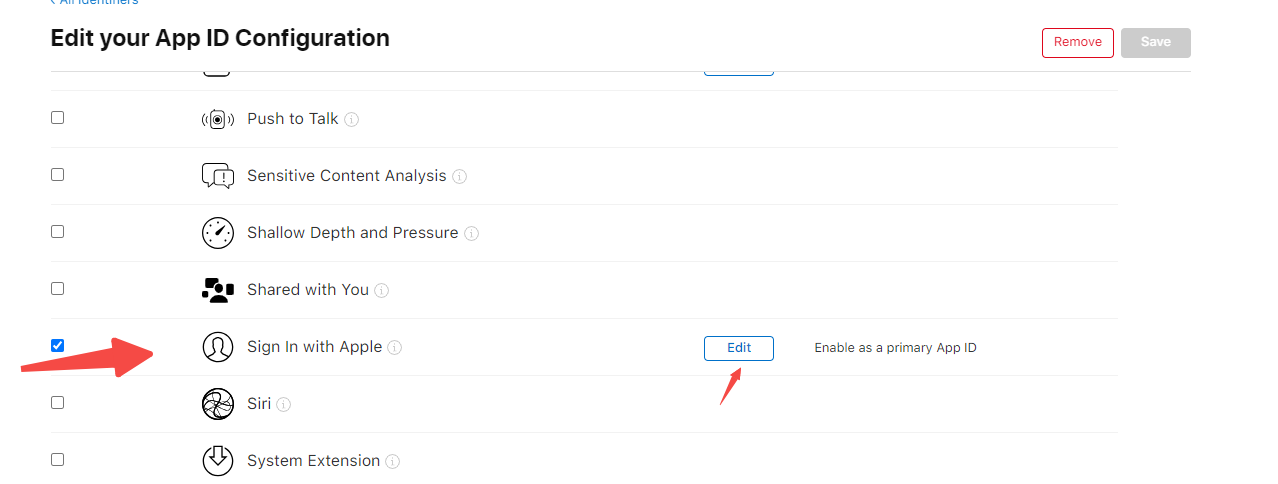 All Identifiers
Edit your App ID Configuration
Remove
Save
Push to Talk
Sensitive Content Analysis
Shallow Depth and Pressure
Shared with You
Sign In with Apple
Edit
Enable as a primary App ID
Siri
System Extension